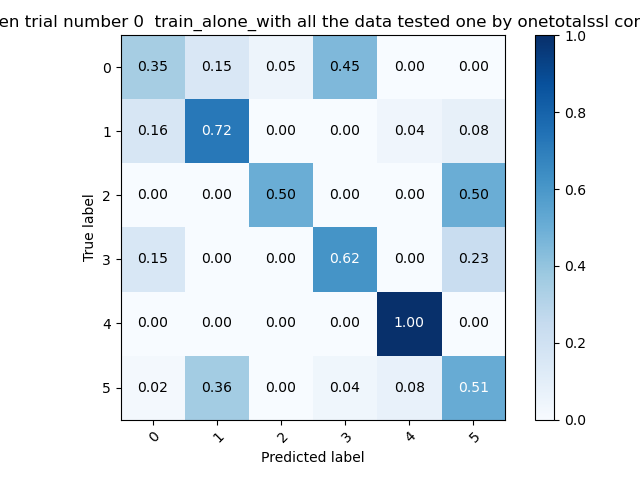 en trial number 0  train_alone_with all the data tested one by onetotalssl con
1.0
0 0.35 0.15 0.05 0.45 0.00 0.00
0.8
1 0.16 0.72 0.00 0.00 0.04 0.08
2 0.00 0.00 0.50 0.00 0.00 0.50
0.6
True label
3 0.15 0.00 0.00 0.62 0.00 0.23
0.4
4 0.00 0.00 0.00 0.00 1.00 0.00
0.2
5 0.02 0.36 0.00 0.04 0.08 0.51
0.0
0 1 2 3 4 5
Predicted label